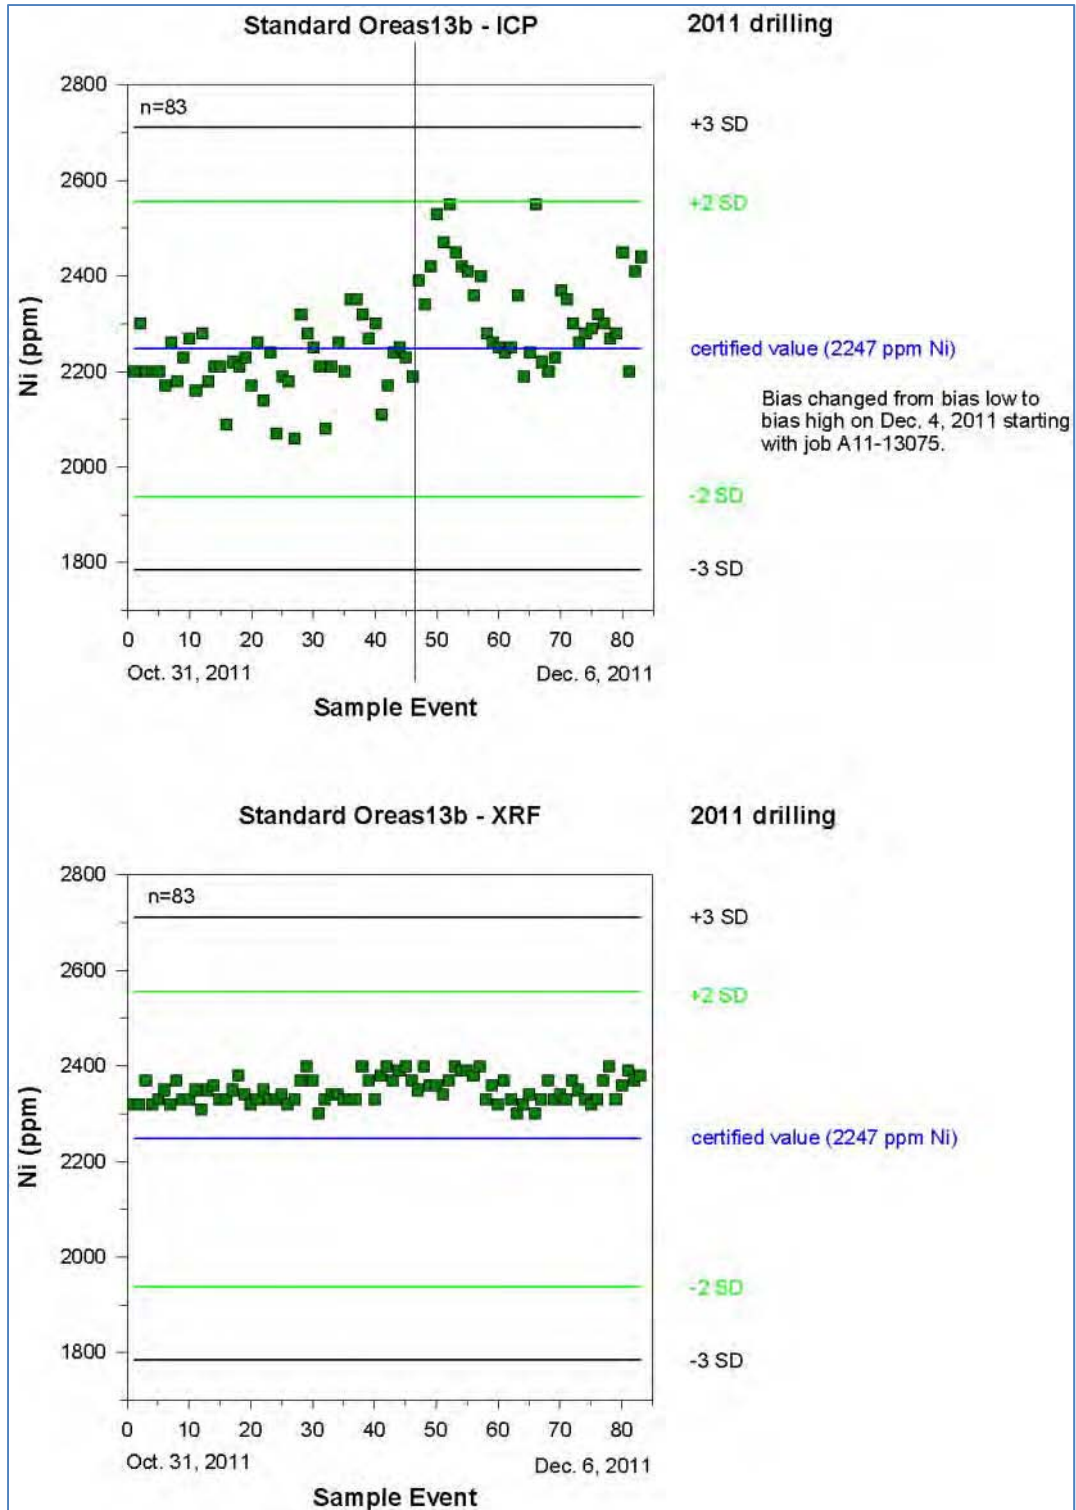 Standard Oreas13b - ICP
2011 drilling
2800
n=83
+3 SD
2600
+2 SD
2400
certified value (2247 ppm Ni)
2200
Bias changed from bias low to
bias high on Dec. 4, 2011 starting
with job A11-13075.
2000
-2 SD
1800
-3 SD
Ni (ppm)
0 10 20 30 40 50 60 70 80
Oct. 31, 2011 Dec. 6, 2011
Sample Event
Standard Oreas13b - XRF
2011 drilling
2800
n=83
+3 SD
2600
+2 SD
2400
certified value (2247 ppm Ni)
2200
2000
-2 SD
1800
-3 SD
Ni (ppm)
0 10 20 30 40 50 60 70 80
Oct. 31, 2011 Dec. 6, 2011
Sample Event